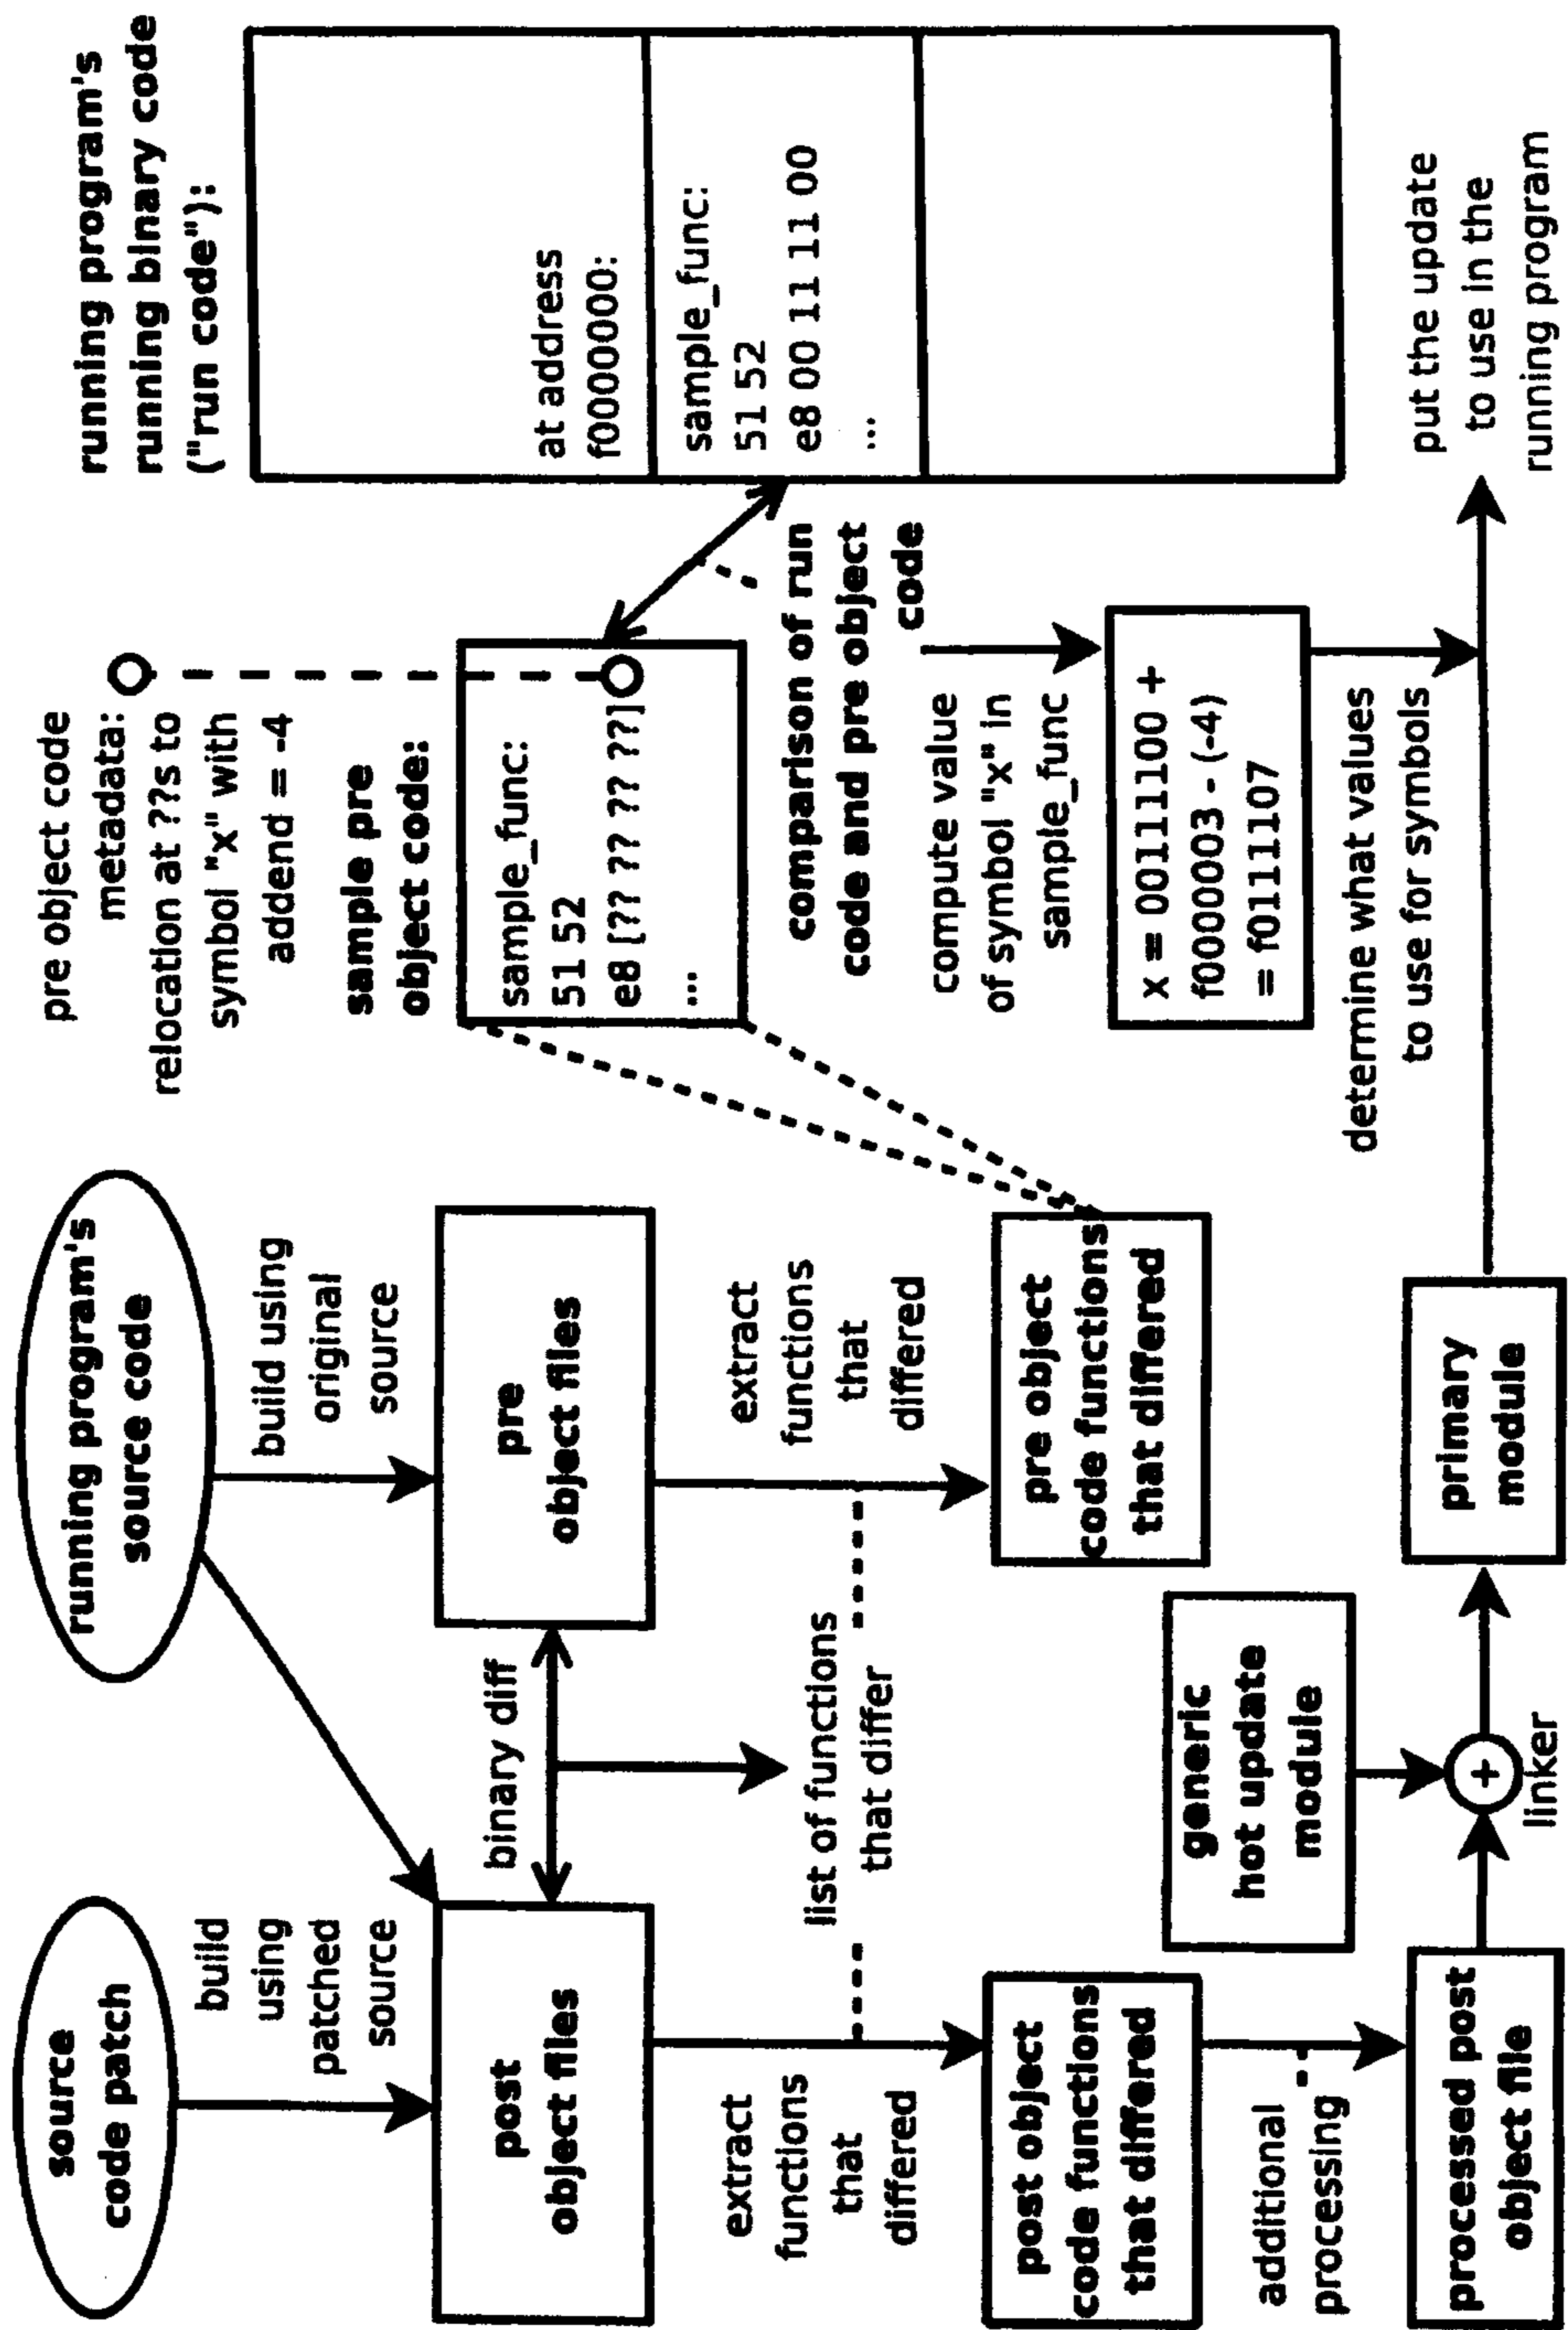 source
code patch
running program's
source code
build
using
patched
source
build using
original
source
post
object files
binary diff
pre
object files
extract
functions
that
differed
list of functions
that differ
extract
functions
that
differed
post object
code functions
that differed
pre object
code functions
that differed
additional
processing
generic
hot update
module
processed post
object file
+
linker
primary
module
pre object code
metadata:
relocation at ??s to
symbol "x" with
addend = -4
sample pre
object code:
sample_func:
51 52
e8 [?? ?? ?? ??]
...
running program's
running binary code
("run code"):
at address
f0000000:
sample_func:
51 52
e8 00 11 11 00
...
comparison of run
code and pre object
code
compute value
of symbol "x" in
sample_func
x = 00111100 +
f0000003 - (-4)
= f0111107
determine what values
to use for symbols
put the update
to use in the
running program